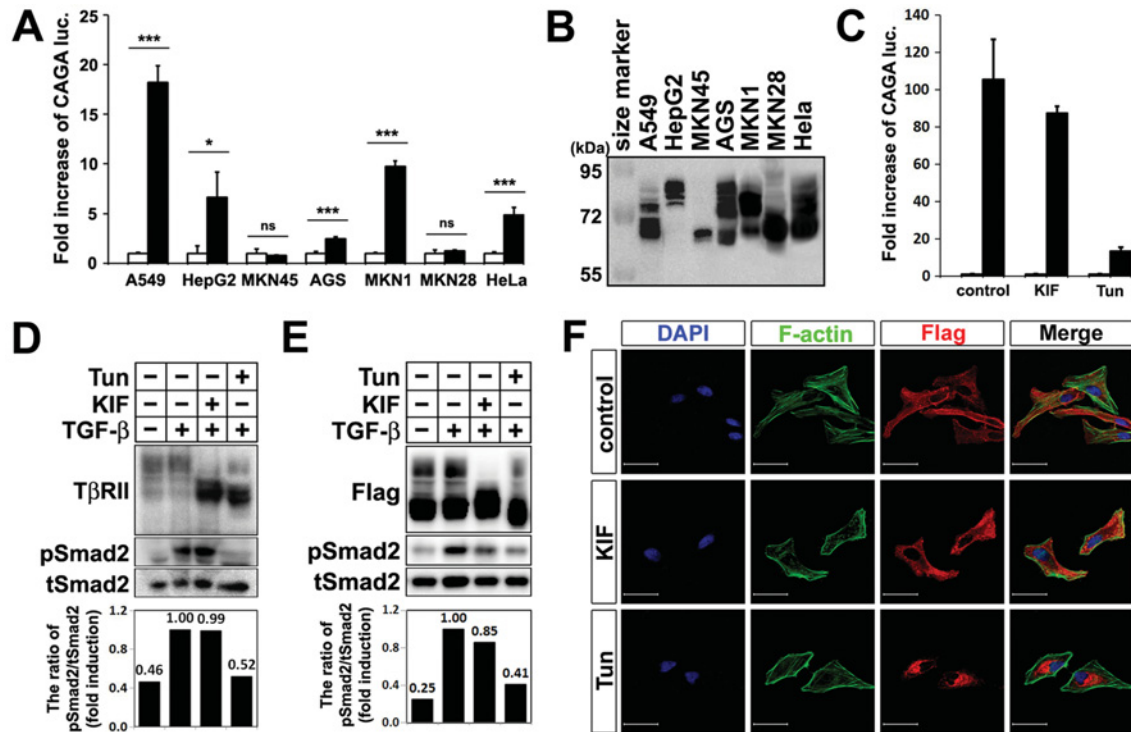 A
Fold increase of CAGA luc.
25
20
15
10
5
0
***
*
ns
***
***
ns
***
A549 HepG2 MKN45 AGS MKN1 MKN28 HeLa
B
size marker
A549
HepG2
MKN45
AGS
MKN1
MKN28
Hela
(kDa)
95
72
55
C
Fold increase of CAGA luc.
140
120
100
80
60
40
20
0
control KIF Tun
D
Tun − − − +
KIF − − + −
TGF-β − + + +
TβRII
pSmad2
tSmad2
The ratio of
pSmad2/tSmad2
(fold induction)
1.2
0.8
0.4
0.0
0.46 1.00 0.99 0.52
E
Tun − − − +
KIF − − + −
TGF-β − + + +
Flag
pSmad2
tSmad2
The ratio of
pSmad2/tSmad2
(fold induction)
1.2
0.8
0.4
0.0
0.25 1.00 0.85 0.41
F
DAPI F-actin Flag Merge
control
KIF
Tun